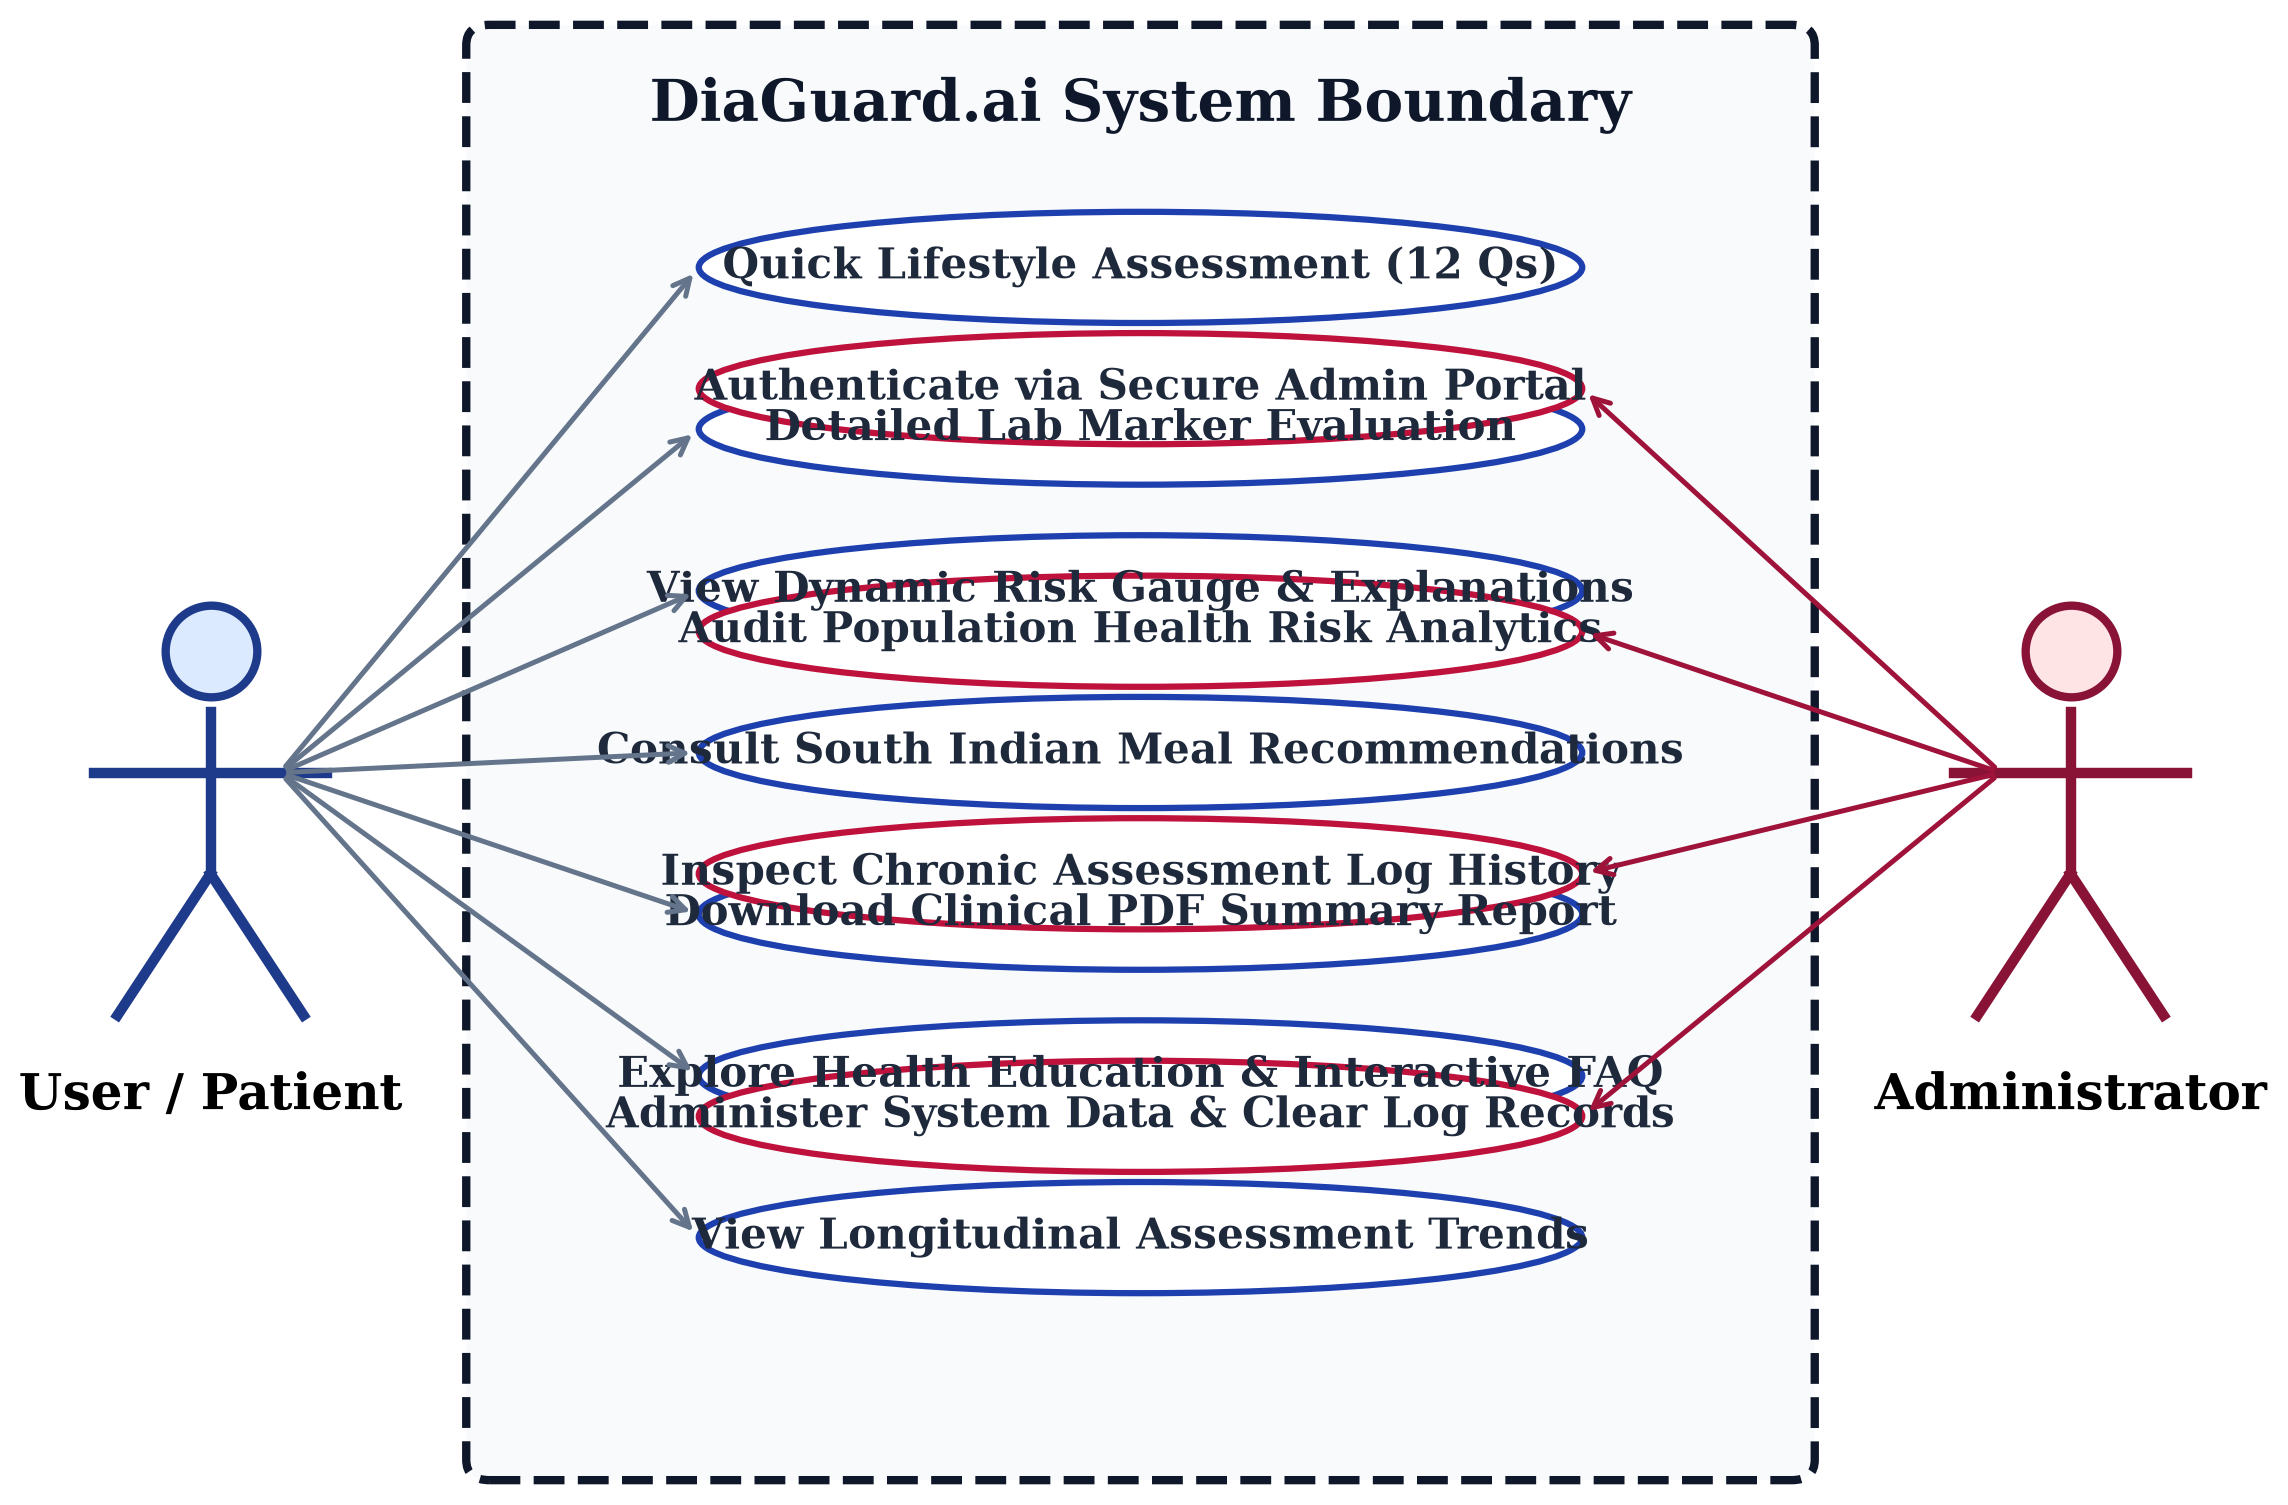 DiaGuard.ai System Boundary
Quick Lifestyle Assessment (12 Qs)
Authenticate via Secure Admin Portal
Detailed Lab Marker Evaluation
View Dynamic Risk Gauge & Explanations
Audit Population Health Risk Analytics
Consult South Indian Meal Recommendations
Inspect Chronic Assessment Log History
Download Clinical PDF Summary Report
Explore Health Education & Interactive FAQ
Administer System Data & Clear Log Records
View Longitudinal Assessment Trends
User / Patient
Administrator